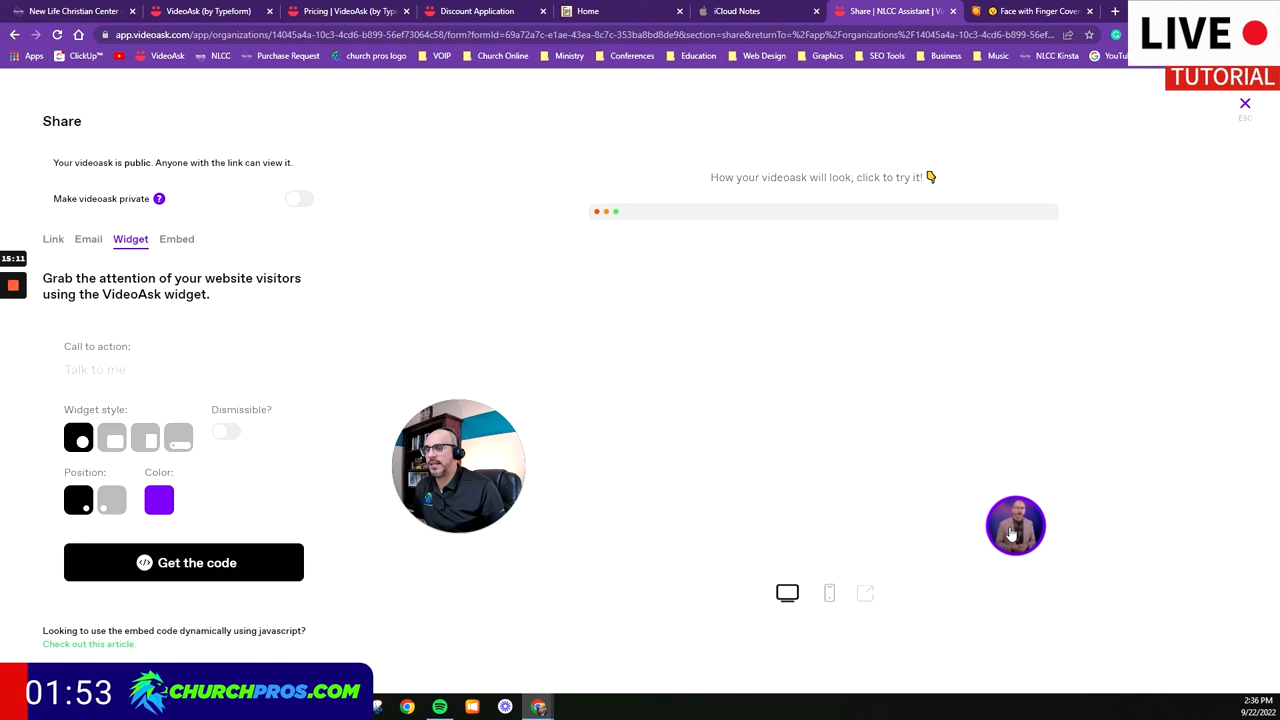 New Life Christian Center -
VideoAsk (by Typeform)
Pricing | VideoAsk (by Typ
Discount Application
Home
iCloud Notes
Share | NLCC Assistant | Vi
Face with Finger Cover
LIVE
app.videoask.com/app/organizations/14045a4a-10c3-4cd6-b899-56ef73064c58/form?formId=69a72a7c-e1ae-43ea-8c7c-353ba8bd8de9&section=share&returnTo=%2Fapp%2Forganizations%2F14045a4a-10c3-4cd6-b899-56ef...
Apps
ClickUp™
VideoAsk
NLCC
Purchase Request
church pros logo
VOIP
Church Online
Ministry
Conferences
Education
Web Design
Graphics
SEO Tools
Business
Music
NLCC Kinsta
YouTu
TUTORIAL
ESC
Share
Your videoask is public. Anyone with the link can view it.
How your videoask will look, click to try it!
Make videoask private ?
Link Email Widget Embed
15:11
Grab the attention of your website visitors
using the VideoAsk widget.
Call to action:
Talk to me
Widget style: Dismissible?
Position: Color:
Get the code
Looking to use the embed code dynamically using javascript?
Check out this article.
01:53 CHURCHPROS.COM
2:36 PM
9/22/2022